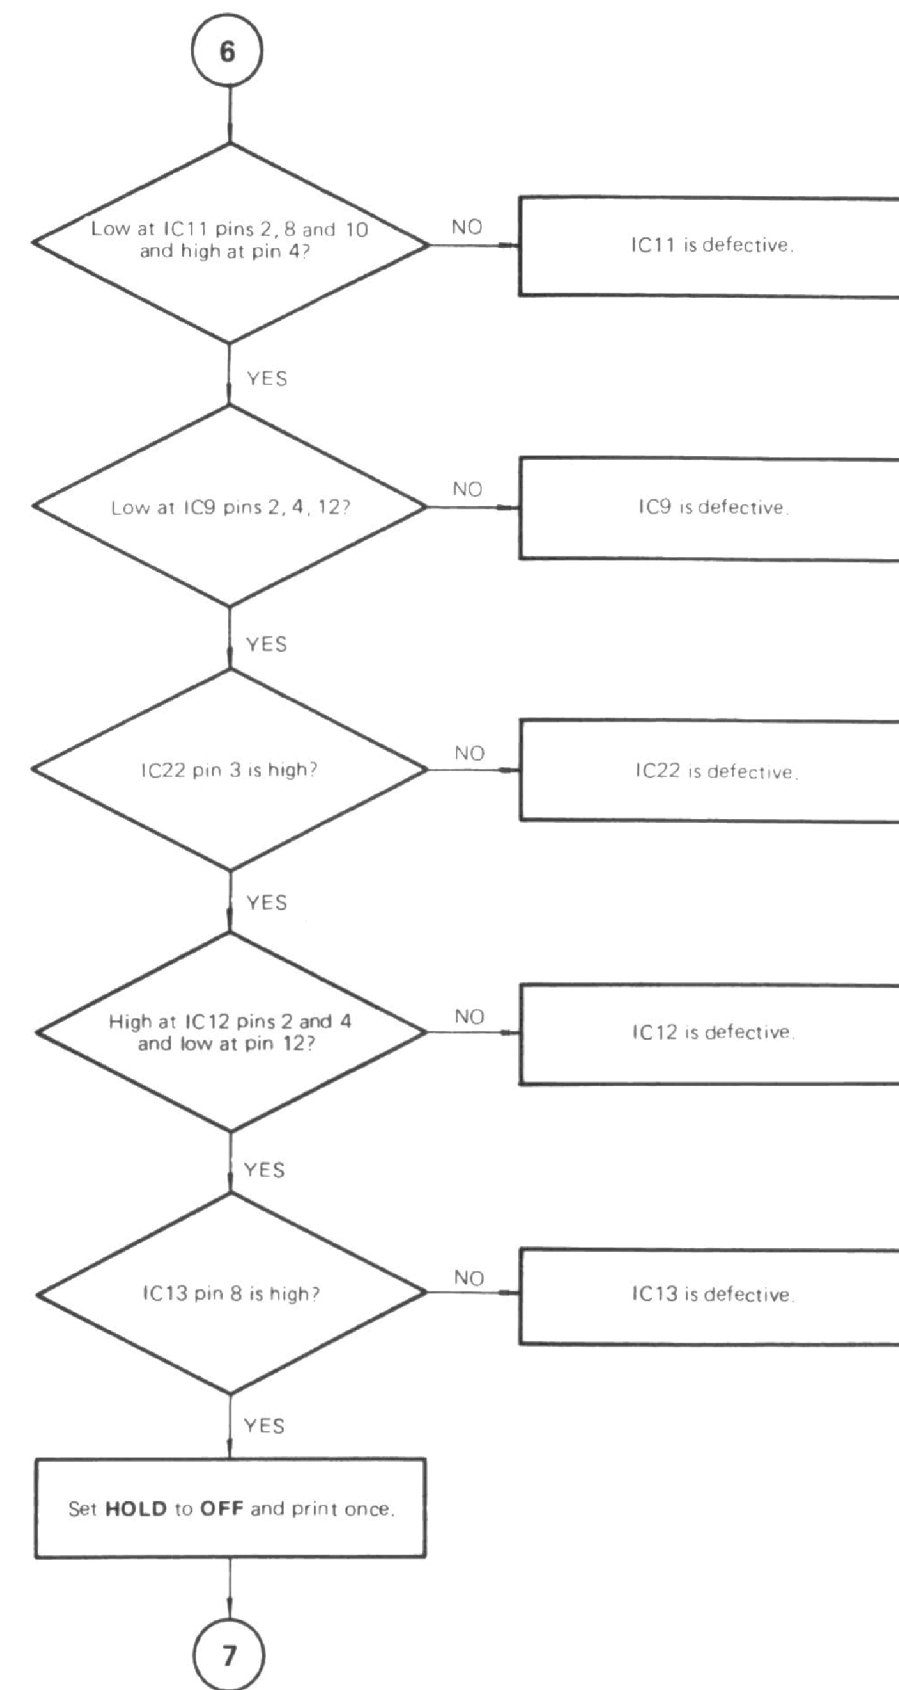 6
Low at IC11 pins 2, 8 and 10
and high at pin 4?
NO
IC11 is defective.
YES
Low at IC9 pins 2, 4, 12?
NO
IC9 is defective.
YES
IC22 pin 3 is high?
NO
IC22 is defective.
YES
High at IC12 pins 2 and 4
and low at pin 12?
NO
IC12 is defective.
YES
IC13 pin 8 is high?
NO
IC13 is defective.
YES
Set HOLD to OFF and print once.
7